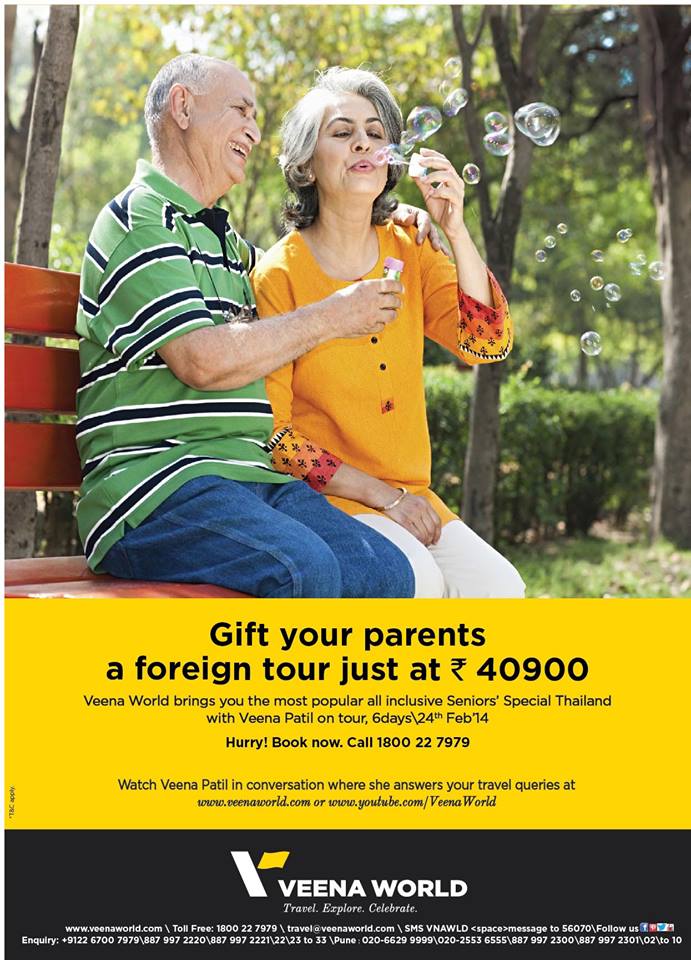 Gift your parents
a foreign tour just at ₹ 40900
Veena World brings you the most popular all inclusive Seniors' Special Thailand
with Veena Patil on tour, 6days\24th Feb'14
Hurry! Book now. Call 1800 22 7979
Watch Veena Patil in conversation where she answers your travel queries at
www.veenaworld.com or www.youtube.com/VeenaWorld
*T&C apply.
VEENA WORLD
Travel. Explore. Celebrate.
www.veenaworld.com \ Toll Free: 1800 22 7979 \ travel@veenaworld.com \ SMS VNAWLD <space>message to 56070\Follow us
Enquiry: +9122 6700 7979\887 997 2220\887 997 2221\22\23 to 33 \Pune : 020-6629 9999\020-2553 6555\887 997 2300\887 997 2301\02\to 10